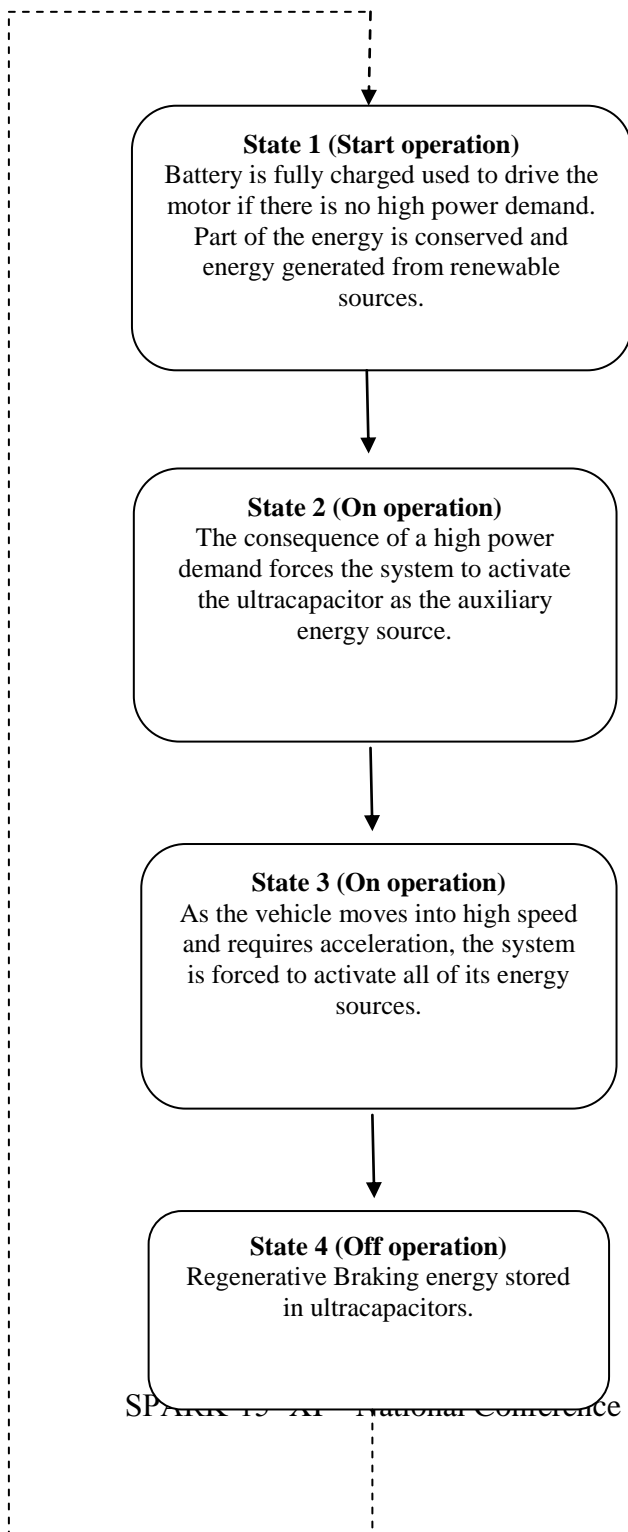 State 1 (Start operation)
Battery is fully charged used to drive the
motor if there is no high power demand.
Part of the energy is conserved and
energy generated from renewable
sources.
State 2 (On operation)
The consequence of a high power
demand forces the system to activate
the ultracapacitor as the auxiliary
energy source.
State 3 (On operation)
As the vehicle moves into high speed
and requires acceleration, the system
is forced to activate all of its energy
sources.
State 4 (Off operation)
Regenerative Braking energy stored
in ultracapacitors.
SPARK National Conference